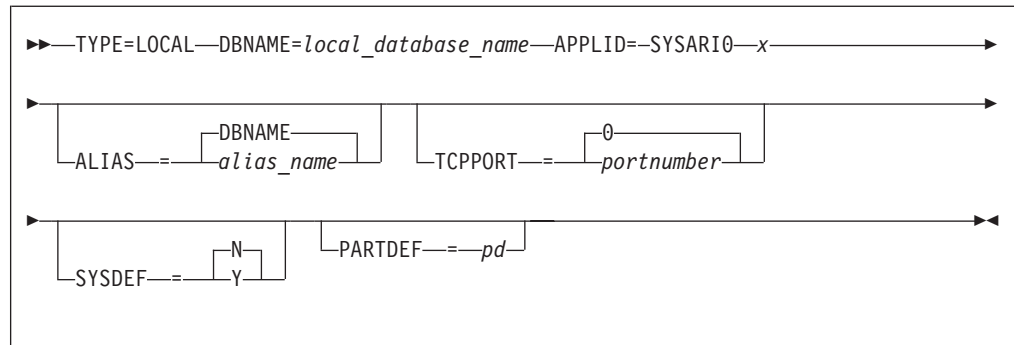 TYPE=LOCAL DBNAME=local_database_name APPLID= SYSARI0 x
DBNAME
ALIAS = alias_name
0
TCPPORT = portnumber
N
SYSDEF = Y
PARTDEF = pd